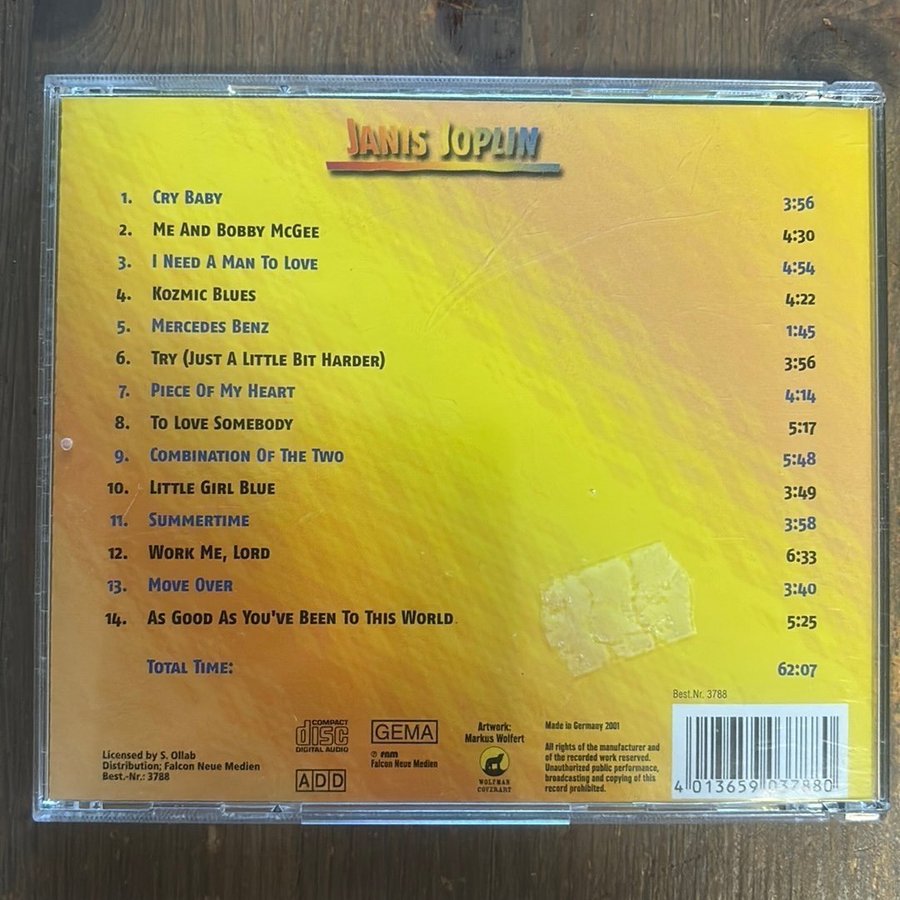 Janis Joplin
1. Cry Baby 3:56
2. Me And Bobby McGee 4:30
3. I Need A Man To Love 4:54
4. Kozmic Blues 4:22
5. Mercedes Benz 1:45
6. Try (Just A Little Bit Harder) 3:56
7. Piece Of My Heart 4:14
8. To Love Somebody 5:17
9. Combination Of The Two 5:48
10. Little Girl Blue 3:49
11. Summertime 3:58
12. Work Me, Lord 6:33
13. Move Over 3:40
14. As Good As You've Been To This World 5:25
Total Time: 62:07
Best.Nr. 3788
Licensed by S. Ollab
Distribution; Falcon Neue Medien
Best.-Nr.: 3788
COMPACT
disc
DIGITAL AUDIO
ADD
GEMA
℗ FNM
Falcon Neue Medien
Artwork:
Markus Wolfert
WOLFMAN
COVERART
Made in Germany 2001
All rights of the manufacturer and
of the recorded work reserved.
Unauthorized public performance,
broadcasting and copying of this
record prohibited.
4 013659 037880